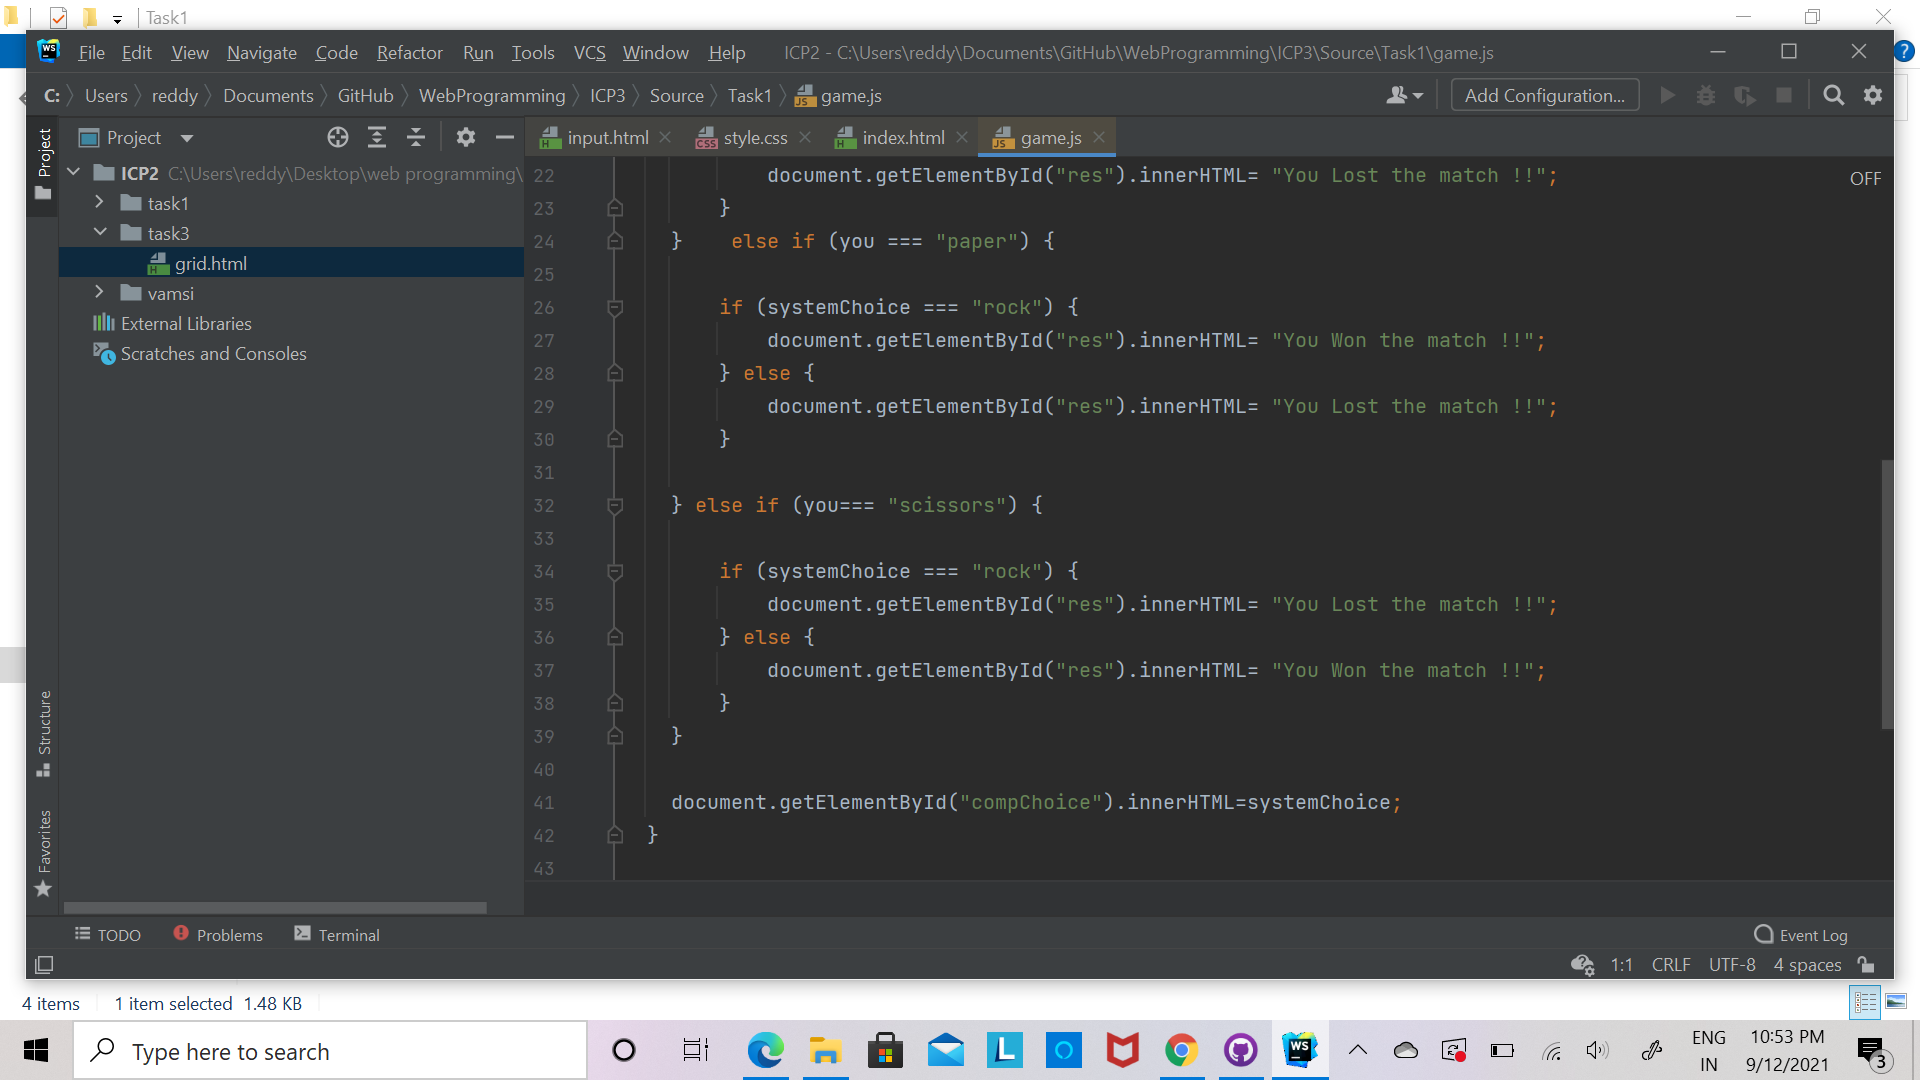 Task1
File Edit View Navigate Code Refactor Run Tools VCS Window Help ICP2 - C:\Users\reddy\Documents\GitHub\WebProgramming\ICP3\Source\Task1\game.js
C: Users reddy Documents GitHub WebProgramming ICP3 Source Task1 game.js Add Configuration...
Project
input.html style.css index.html game.js
Project
ICP2 C:\Users\reddy\Desktop\web programming\
task1
task3
grid.html
vamsi
External Libraries
Scratches and Consoles
OFF
22 document.getElementById("res").innerHTML= "You Lost the match !!";
23 }
24 } else if (you === "paper") {
25
26 if (systemChoice === "rock") {
27 document.getElementById("res").innerHTML= "You Won the match !!";
28 } else {
29 document.getElementById("res").innerHTML= "You Lost the match !!";
30 }
31
32 } else if (you=== "scissors") {
33
34 if (systemChoice === "rock") {
35 document.getElementById("res").innerHTML= "You Lost the match !!";
36 } else {
37 document.getElementById("res").innerHTML= "You Won the match !!";
38 }
39 }
40
41 document.getElementById("compChoice").innerHTML=systemChoice;
42 }
43
Structure
Favorites
TODO Problems Terminal Event Log
1:1 CRLF UTF-8 4 spaces
4 items 1 item selected 1.48 KB
Type here to search
ENG
IN
10:53 PM
9/12/2021
3